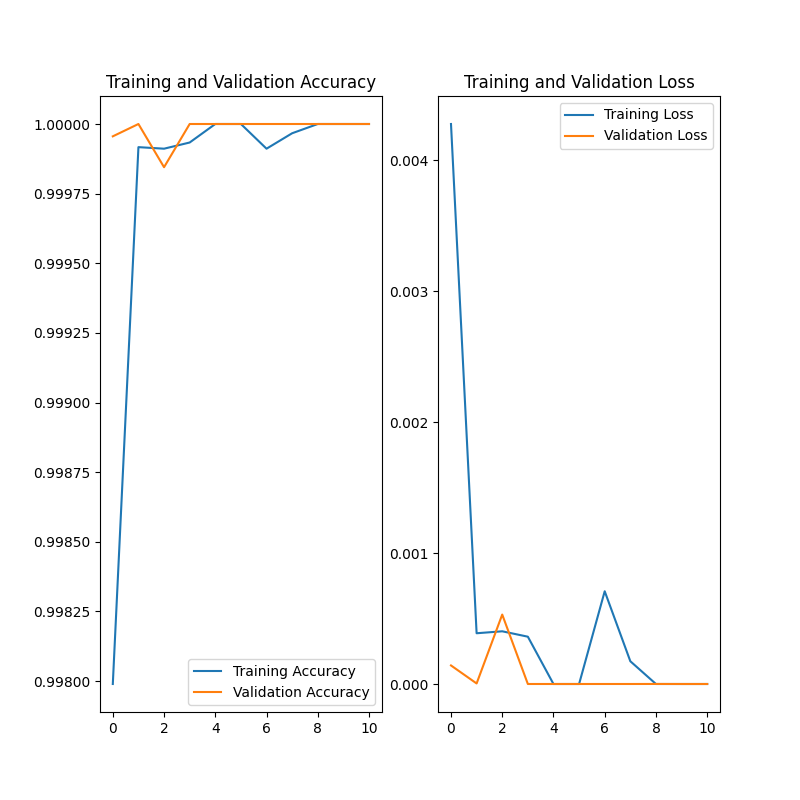 Training and Validation Accuracy
1.00000
0.99975
0.99950
0.99925
0.99900
0.99875
0.99850
0.99825
0.99800
Training Accuracy
Validation Accuracy
0 2 4 6 8 10
Training and Validation Loss
Training Loss
Validation Loss
0.004
0.003
0.002
0.001
0.000
0 2 4 6 8 10